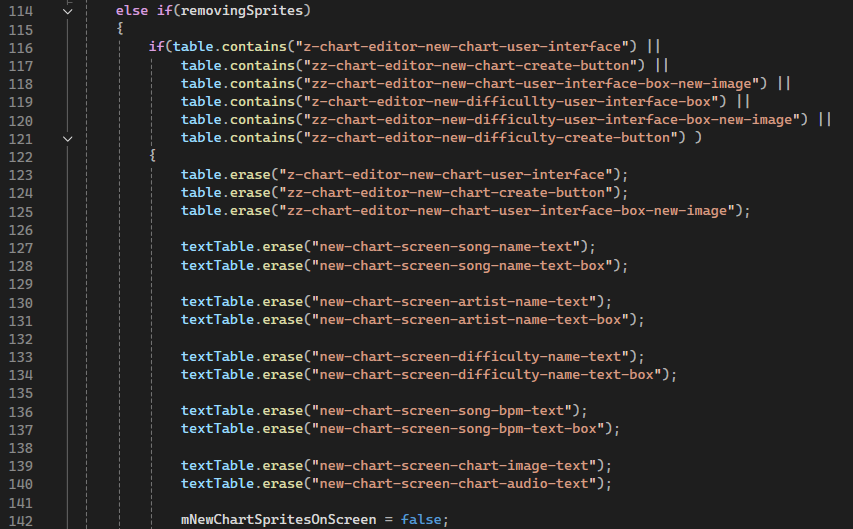 114 else if(removingSprites)
115 {
116 if(table.contains("z-chart-editor-new-chart-user-interface") ||
117 table.contains("zz-chart-editor-new-chart-create-button") ||
118 table.contains("zz-chart-editor-new-chart-user-interface-box-new-image") ||
119 table.contains("z-chart-editor-new-difficullty-user-interface-box") ||
120 table.contains("zz-chart-editor-new-difficulty-user-interface-box-new-image") ||
121 table.contains("zz-chart-editor-new-difficulty-create-button") )
122 {
123 table.erase("z-chart-editor-new-chart-user-interface");
124 table.erase("zz-chart-editor-new-chart-create-button");
125 table.erase("zz-chart-editor-new-chart-user-interface-box-new-image");
126
127 textTable.erase("new-chart-screen-song-name-text");
128 textTable.erase("new-chart-screen-song-name-text-box");
129
130 textTable.erase("new-chart-screen-artist-name-text");
131 textTable.erase("new-chart-screen-artist-name-text-box");
132
133 textTable.erase("new-chart-screen-difficulty-name-text");
134 textTable.erase("new-chart-screen-difficulty-name-text-box");
135
136 textTable.erase("new-chart-screen-song-bpm-text");
137 textTable.erase("new-chart-screen-song-bpm-text-box");
138
139 textTable.erase("new-chart-screen-chart-image-text");
140 textTable.erase("new-chart-screen-chart-audio-text");
141
142 mNewChartSpritesOnScreen = false;